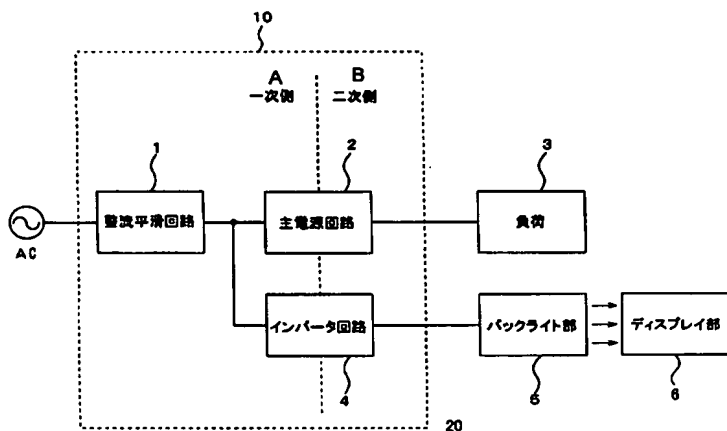 10
A
一次側
B
二次側
1
2
3
AC
整流平滑回路
主電源回路
負荷
インバータ回路
バックライト部
ディスプレイ部
4
5
6
20